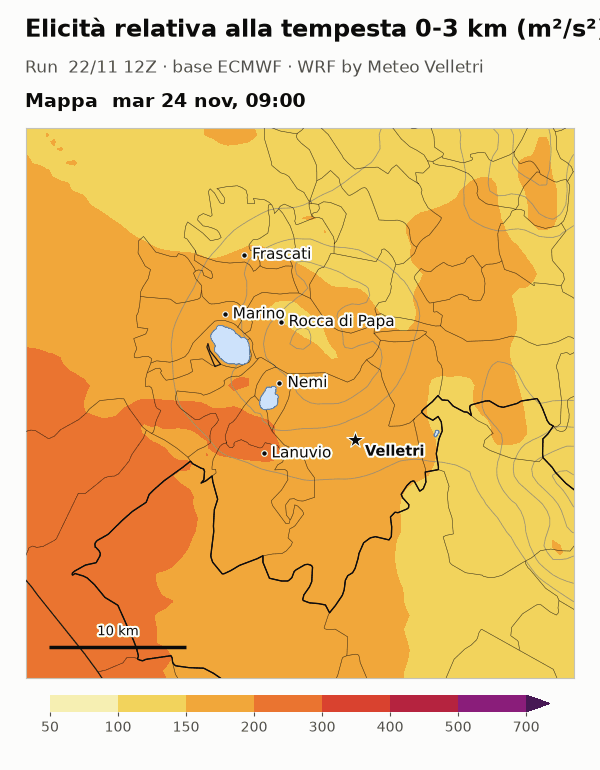 Elicità relativa alla tempesta 0-3 km (m²/s²)
Run 22/11 12Z · base ECMWF · WRF by Meteo Velletri
Mappa mar 24 nov, 09:00
Frascati
Marino
Rocca di Papa
Nemi
Velletri
Lanuvio
10 km
50 100 150 200 300 400 500 700